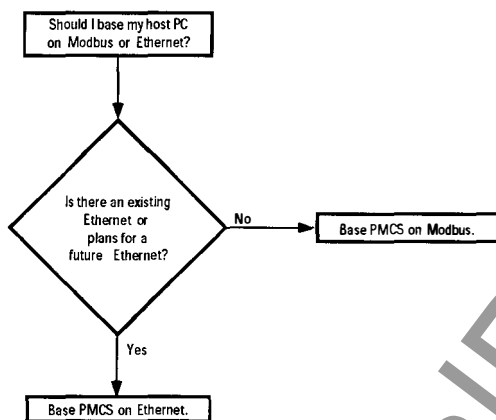 Should I base my host PC
on Modbus or Ethernet?
Is there an existing
Ethernet or
plans for a
future Ethernet?
No
Base PMCS on Modbus.
Yes
Base PMCS on Ethernet.